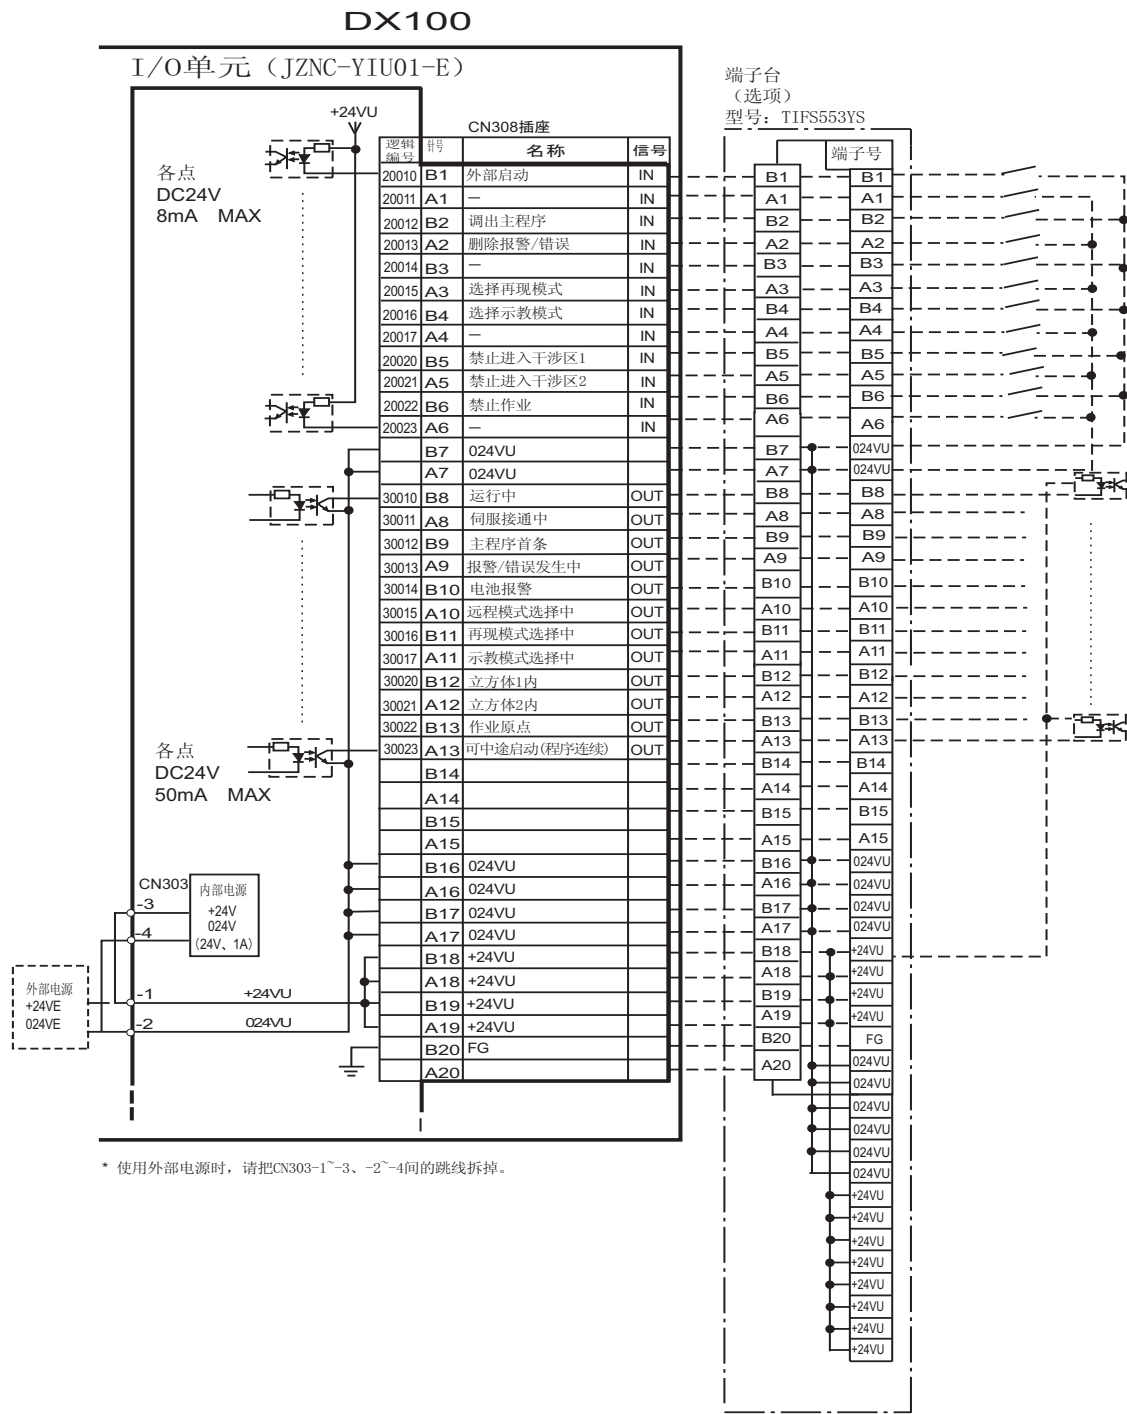 DX100
I/O单元（JZNC-YIU01-E）
端子台
（选项）
型号：TIFS553YS
+24VU
CN308插座
逻辑编号 针号 名称 信号
端子号
各点
DC24V
8mA MAX
20010 B1 外部启动 IN B1 B1
20011 A1 － IN A1 A1
20012 B2 调出主程序 IN B2 B2
20013 A2 删除报警/错误 IN A2 A2
20014 B3 － IN B3 B3
20015 A3 选择再现模式 IN A3 A3
20016 B4 选择示教模式 IN B4 B4
20017 A4 － IN A4 A4
20020 B5 禁止进入干涉区1 IN B5 B5
20021 A5 禁止进入干涉区2 IN A5 A5
20022 B6 禁止作业 IN B6 B6
20023 A6 － IN A6 A6
B7 024VU B7 024VU
A7 024VU A7 024VU
30010 B8 运行中 OUT B8 B8
30011 A8 伺服接通中 OUT A8 A8
30012 B9 主程序首条 OUT B9 B9
30013 A9 报警/错误发生中 OUT A9 A9
30014 B10 电池报警 OUT B10 B10
30015 A10 远程模式选择中 OUT A10 A10
30016 B11 再现模式选择中 OUT B11 B11
30017 A11 示教模式选择中 OUT A11 A11
30020 B12 立方体1内 OUT B12 B12
30021 A12 立方体2内 OUT A12 A12
30022 B13 作业原点 OUT B13 B13
30023 A13 可中途启动(程序连续) OUT A13 A13
各点
DC24V
50mA MAX
B14 B14 B14
A14 A14 A14
B15 B15 B15
A15 A15 A15
B16 024VU B16 024VU
A16 024VU A16 024VU
B17 024VU B17 024VU
A17 024VU A17 024VU
B18 +24VU B18 +24VU
A18 +24VU A18 +24VU
B19 +24VU B19 +24VU
A19 +24VU A19 +24VU
B20 FG B20 FG
A20 A20 024VU
024VU
024VU
024VU
024VU
024VU
+24VU
+24VU
+24VU
+24VU
+24VU
+24VU
+24VU
+24VU
CN303
内部电源
+24V
024V
(24V、1A)
-3
-4
外部电源
+24VE
024VE
-1 +24VU
-2 024VU
* 使用外部电源时，请把CN303-1~-3、-2~-4间的跳线拆掉。